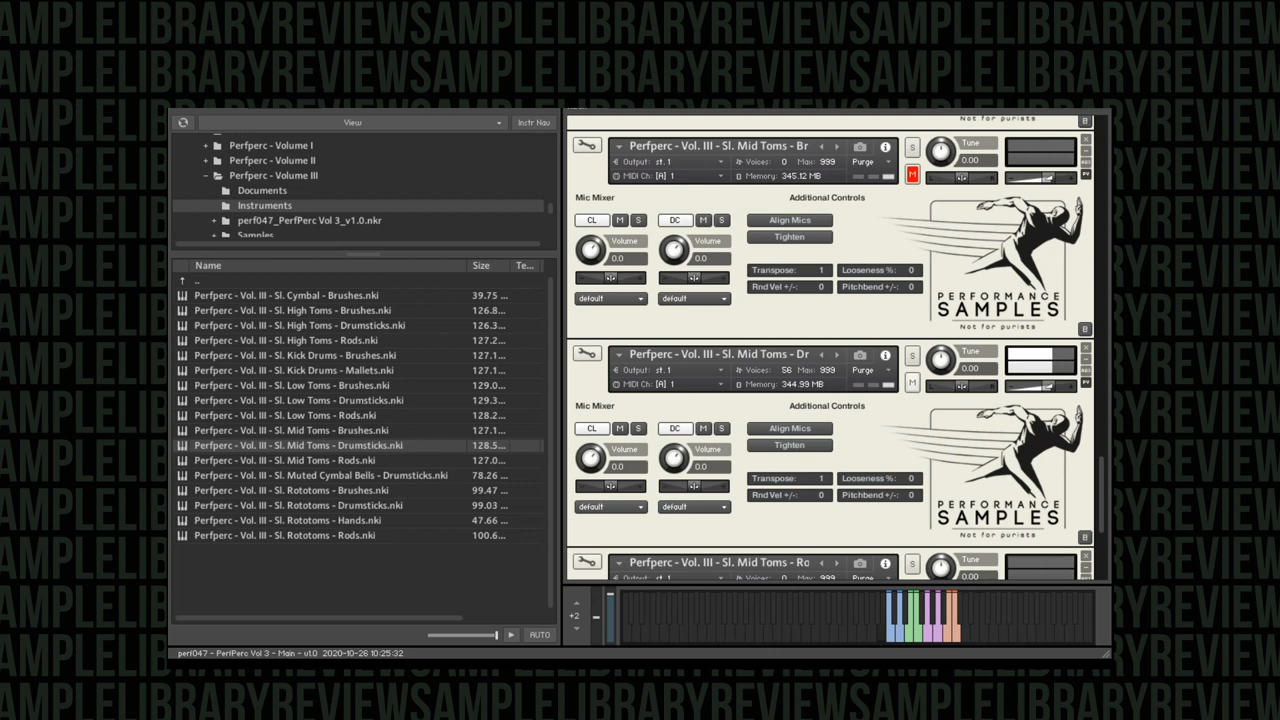 AMPLELIBRARYREVIEWSAMPLELIBRARYREVIEWSAMPLELIBRARYREVIEWS
View
Instr Nav
Perfperc - Volume I
Perfperc - Volume II
Perfperc - Volume III
Documents
Instruments
perf047_PerfPerc Vol 3_v1.0.nkr
Samples
Name Size Te...
..
Perfperc - Vol. III - Sl. Cymbal - Brushes.nki 39.75 ...
Perfperc - Vol. III - Sl. High Toms - Brushes.nki 126.8...
Perfperc - Vol. III - Sl. High Toms - Drumsticks.nki 126.3...
Perfperc - Vol. III - Sl. High Toms - Rods.nki 127.2...
Perfperc - Vol. III - Sl. Kick Drums - Brushes.nki 127.1...
Perfperc - Vol. III - Sl. Kick Drums - Mallets.nki 127.1...
Perfperc - Vol. III - Sl. Low Toms - Brushes.nki 129.0...
Perfperc - Vol. III - Sl. Low Toms - Drumsticks.nki 129.3...
Perfperc - Vol. III - Sl. Low Toms - Rods.nki 128.2...
Perfperc - Vol. III - Sl. Mid Toms - Brushes.nki 127.1...
Perfperc - Vol. III - Sl. Mid Toms - Drumsticks.nki 128.5...
Perfperc - Vol. III - Sl. Mid Toms - Rods.nki 127.0...
Perfperc - Vol. III - Sl. Muted Cymbal Bells - Drumsticks.nki 78.26 ...
Perfperc - Vol. III - Sl. Rototoms - Brushes.nki 99.47 ...
Perfperc - Vol. III - Sl. Rototoms - Drumsticks.nki 99.03 ...
Perfperc - Vol. III - Sl. Rototoms - Hands.nki 47.66 ...
Perfperc - Vol. III - Sl. Rototoms - Rods.nki 100.6...
AUTO
perf047 - PerfPerc Vol 3 - Main - v1.0 2020-10-26 10:25:32
Not for purists
B
Perfperc - Vol. III - Sl. Mid Toms - Br
S
Tune
0.00
Output: st.1 Voices: 0 Max: 999 Purge
MIDI Ch: [A] 1 Memory: 345.12 MB
M
L R
PV
Mic Mixer
Additional Controls
CL M S DC M S
Align Mics
Tighten
Volume 0.0 Volume 0.0
Transpose: 1 Looseness %: 0
Rnd Vel +/-: 0 Pitchbend +/-: 0
default default
PERFORMANCE
SAMPLES
Not for purists
B
Perfperc - Vol. III - Sl. Mid Toms - Dr
S
Tune
0.00
Output: st.1 Voices: 56 Max: 999 Purge
MIDI Ch: [A] 1 Memory: 344.99 MB
M
L R
PV
Mic Mixer
Additional Controls
CL M S DC M S
Align Mics
Tighten
Volume 0.0 Volume 0.0
Transpose: 1 Looseness %: 0
Rnd Vel +/-: 0 Pitchbend +/-: 0
default default
PERFORMANCE
SAMPLES
Not for purists
B
Perfperc - Vol. III - Sl. Mid Toms - Ro
S
Tune
0.00
Output: st.1 Voices: 0 Max: 999 Purge
+2